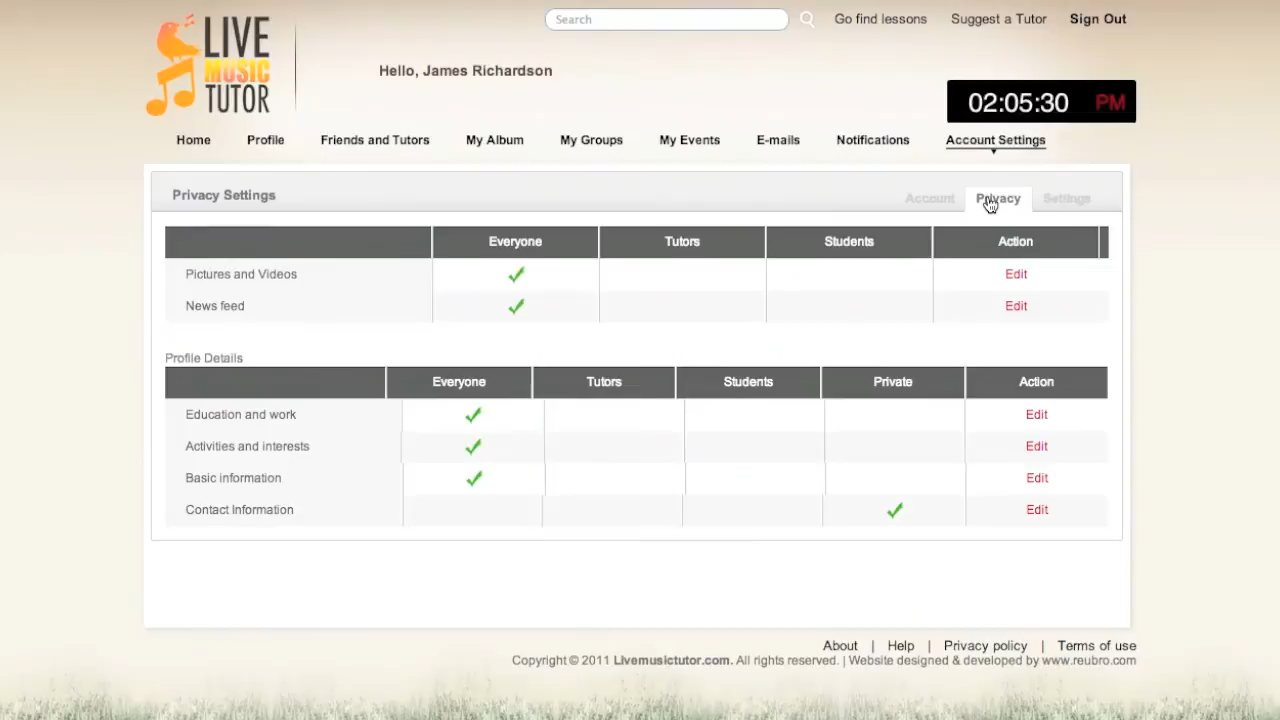 LIVE
MUSIC
TUTOR
Search
Go find lessons
Suggest a Tutor
Sign Out
Hello, James Richardson
02:05:30 PM
Home
Profile
Friends and Tutors
My Album
My Groups
My Events
E-mails
Notifications
Account Settings
Privacy Settings
Account
Privacy
Settings
Everyone Tutors Students Action
Pictures and Videos Edit
News feed Edit
Profile Details
Everyone Tutors Students Private Action
Education and work Edit
Activities and interests Edit
Basic information Edit
Contact Information Edit
About | Help | Privacy policy | Terms of use
Copyright © 2011 Livemusictutor.com. All rights reserved. | Website designed & developed by www.reubro.com